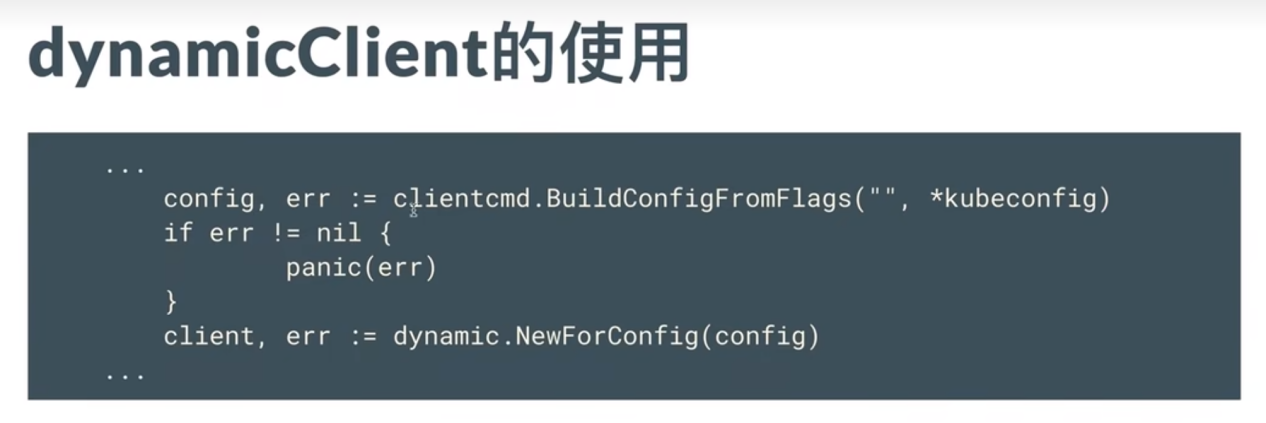 dynamicClient的使用
...
config, err := clientcmd.BuildConfigFromFlags("", *kubeconfig)
if err != nil {
panic(err)
}
client, err := dynamic.NewForConfig(config)
...